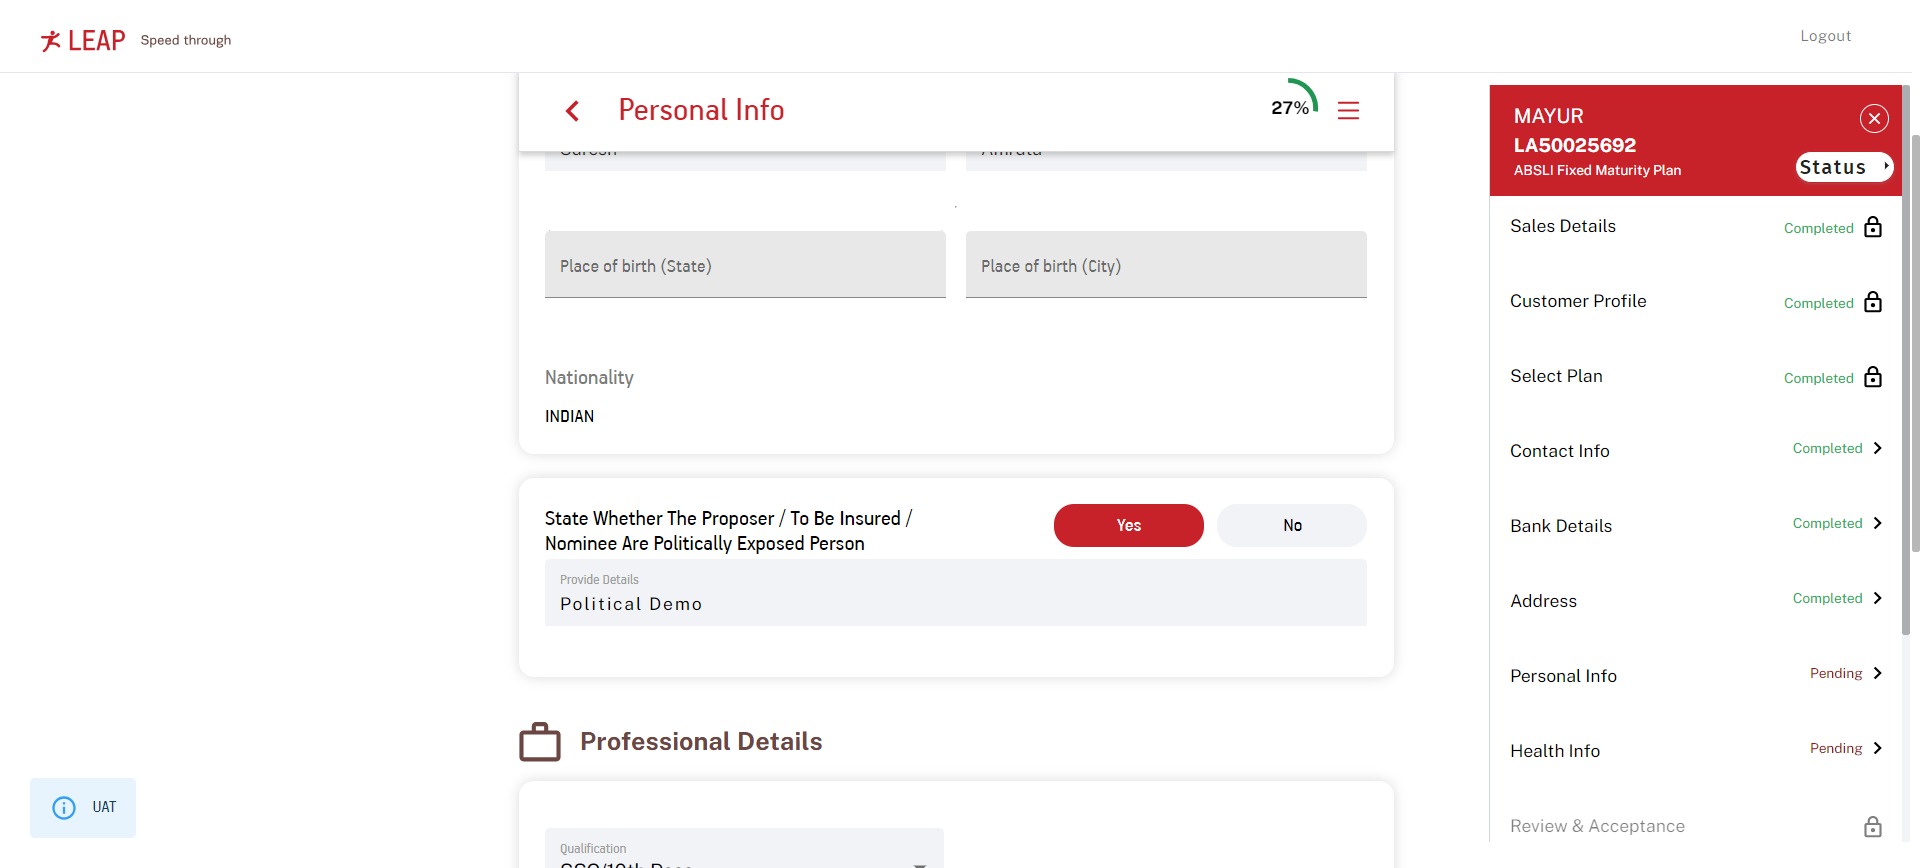 LEAP Speed through
Logout
Personal Info
27%
Place of birth (State)
Place of birth (City)
Nationality
INDIAN
State Whether The Proposer / To Be Insured /
Nominee Are Politically Exposed Person
Yes
No
Provide Details
Political Demo
Professional Details
Qualification
UAT
MAYUR
LA50025692
ABSLI Fixed Maturity Plan
Status
Sales Details Completed
Customer Profile Completed
Select Plan Completed
Contact Info Completed
Bank Details Completed
Address Completed
Personal Info Pending
Health Info Pending
Review & Acceptance